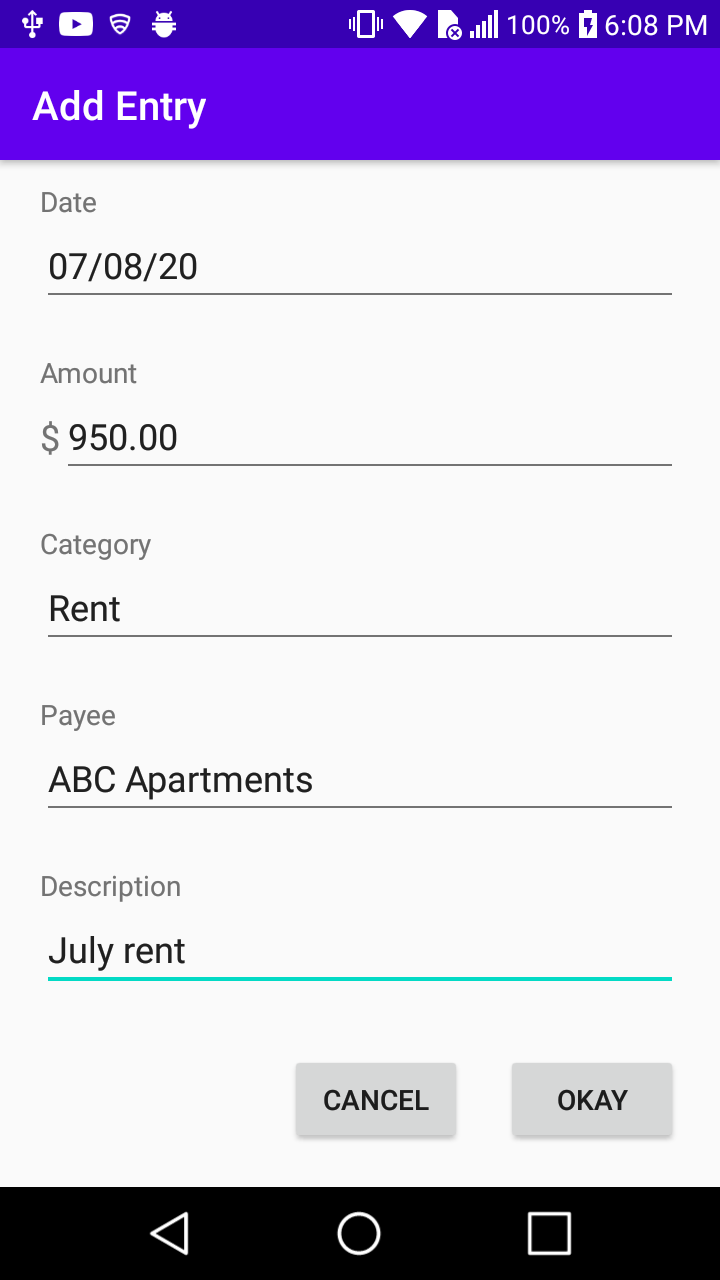 100% 6:08 PM
Add Entry
Date
07/08/20
Amount
$ 950.00
Category
Rent
Payee
ABC Apartments
Description
July rent
CANCEL OKAY